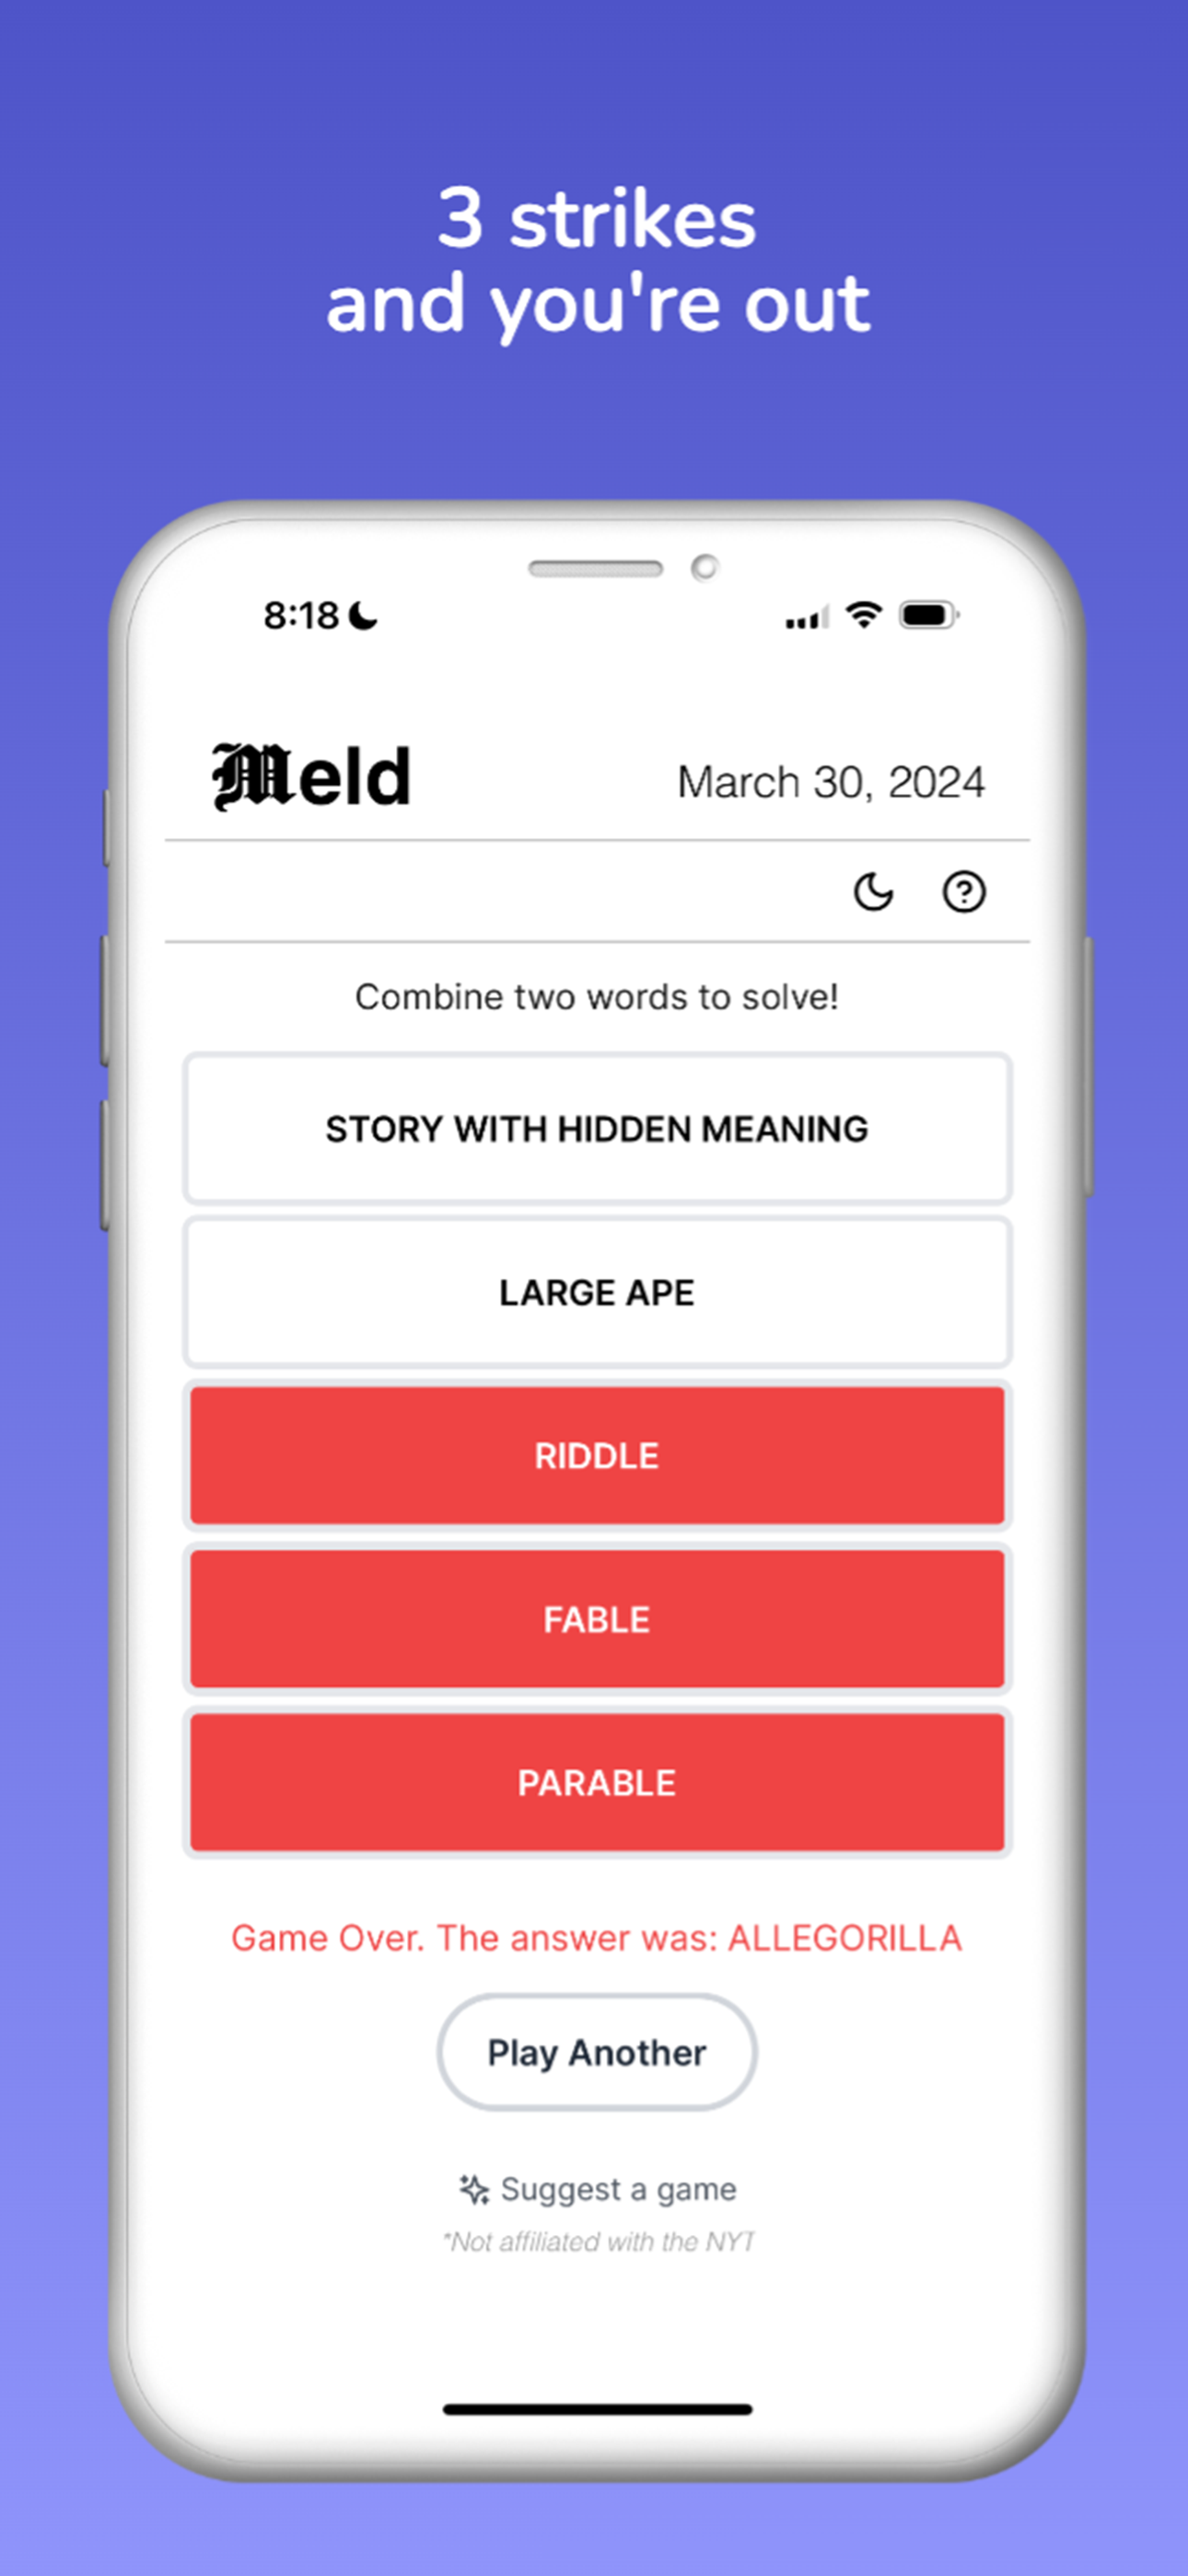 3 strikes
and you're out
8:18
Meld
March 30, 2024
Combine two words to solve!
STORY WITH HIDDEN MEANING
LARGE APE
RIDDLE
FABLE
PARABLE
Game Over. The answer was: ALLEGORILLA
Play Another
Suggest a game
*Not affiliated with the NYT